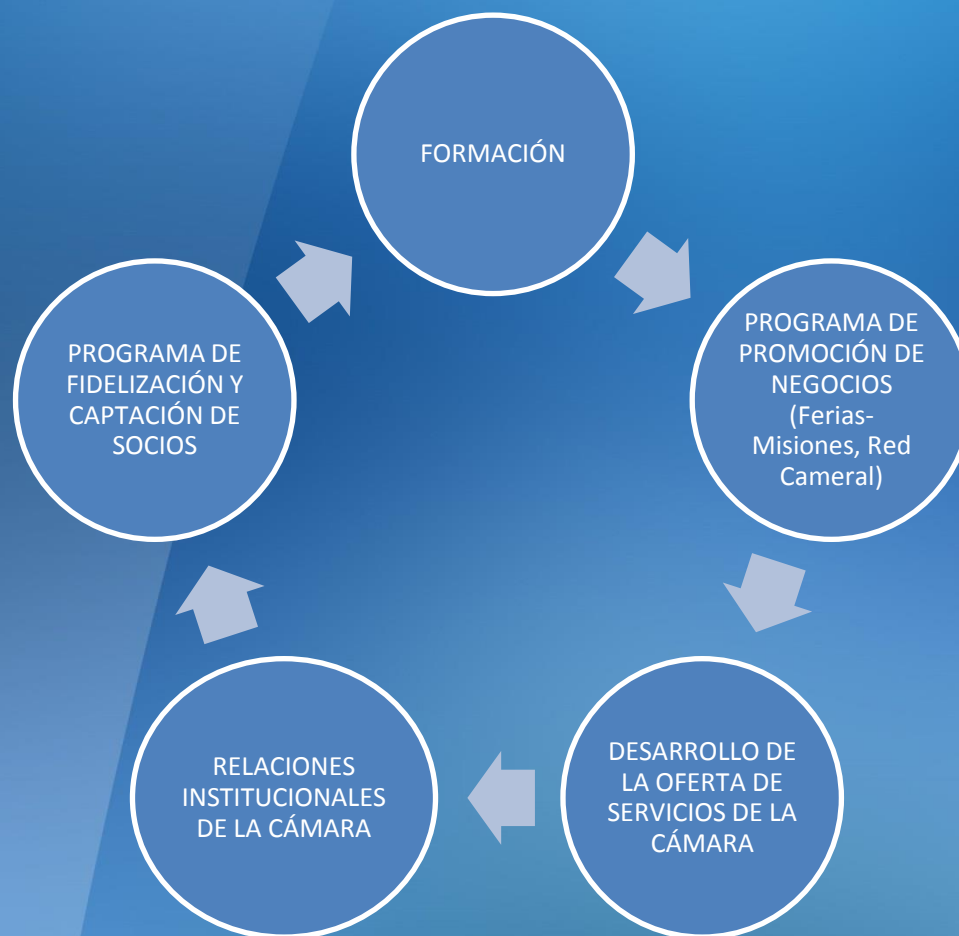 FORMACIÓN
PROGRAMA DE
PROMOCIÓN DE
NEGOCIOS
(Ferias-
Misiones, Red
Cameral)
DESARROLLO DE
LA OFERTA DE
SERVICIOS DE LA
CÁMARA
RELACIONES
INSTITUCIONALES
DE LA CÁMARA
PROGRAMA DE
FIDELIZACIÓN Y
CAPTACIÓN DE
SOCIOS